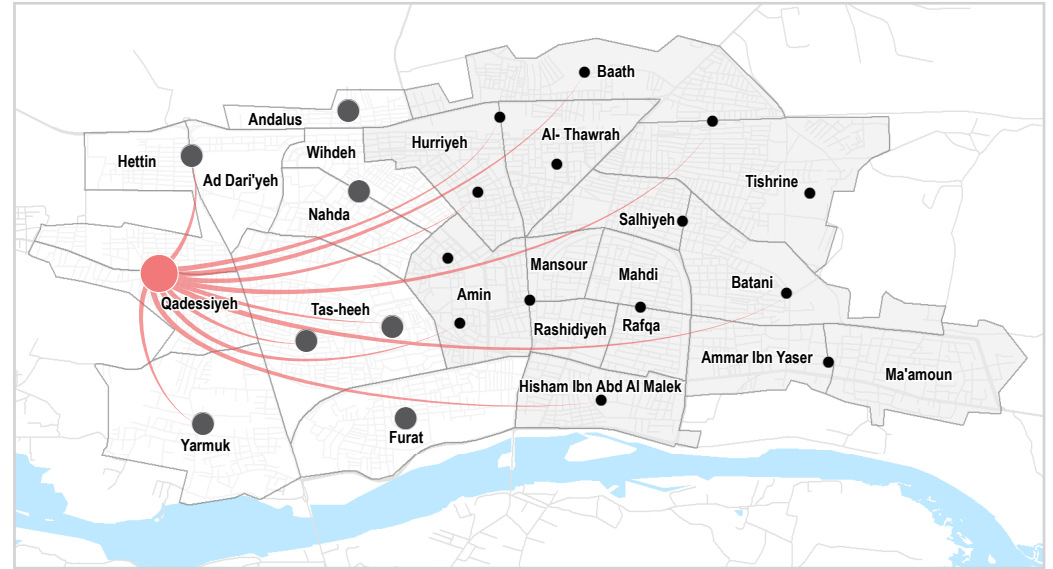 Baath
Andalus
Al- Thawrah
Hurriyeh
Wihdeh
Hettin
Ad Dari'yeh
Tishrine
Nahda
Salhiyeh
Mansour
Mahdi
Batani
Qadessiyeh
Amin
Tas-heeh
Rashidiyeh
Rafqa
Ammar Ibn Yaser
Ma'amoun
Hisham Ibn Abd Al Malek
Furat
Yarmuk